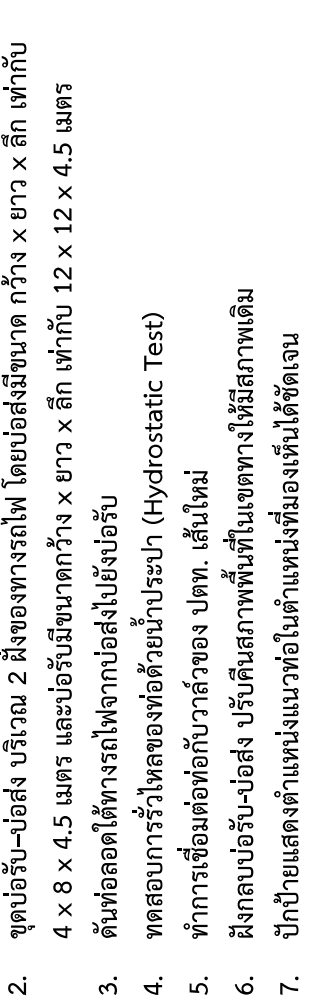 2. ขุดบ่อรับ–บ่อส่ง บริเวณ 2 ฝั่งของทางรถไฟ โดยบ่อส่งมีขนาด กว้าง x ยาว x ลึก เท่ากับ
4 x 8 x 4.5 เมตร และบ่อรับมีขนาดกว้าง x ยาว x ลึก เท่ากับ 12 x 12 x 4.5 เมตร
3. ดันท่อลอดใต้ทางรถไฟจากบ่อส่งไปยังบ่อรับ
4. ทดสอบการรั่วไหลของท่อด้วยน้ำประปา (Hydrostatic Test)
5. ทำการเชื่อมต่อท่อกับวาล์วของ ปตท. เส้นใหม่
6. ฝังกลบบ่อรับ-บ่อส่ง ปรับคืนสภาพพื้นที่ในเขตทางให้มีสภาพเดิม
7. ปักป้ายแสดงตำแหน่งแนวท่อในตำแหน่งที่มองเห็นได้ชัดเจน